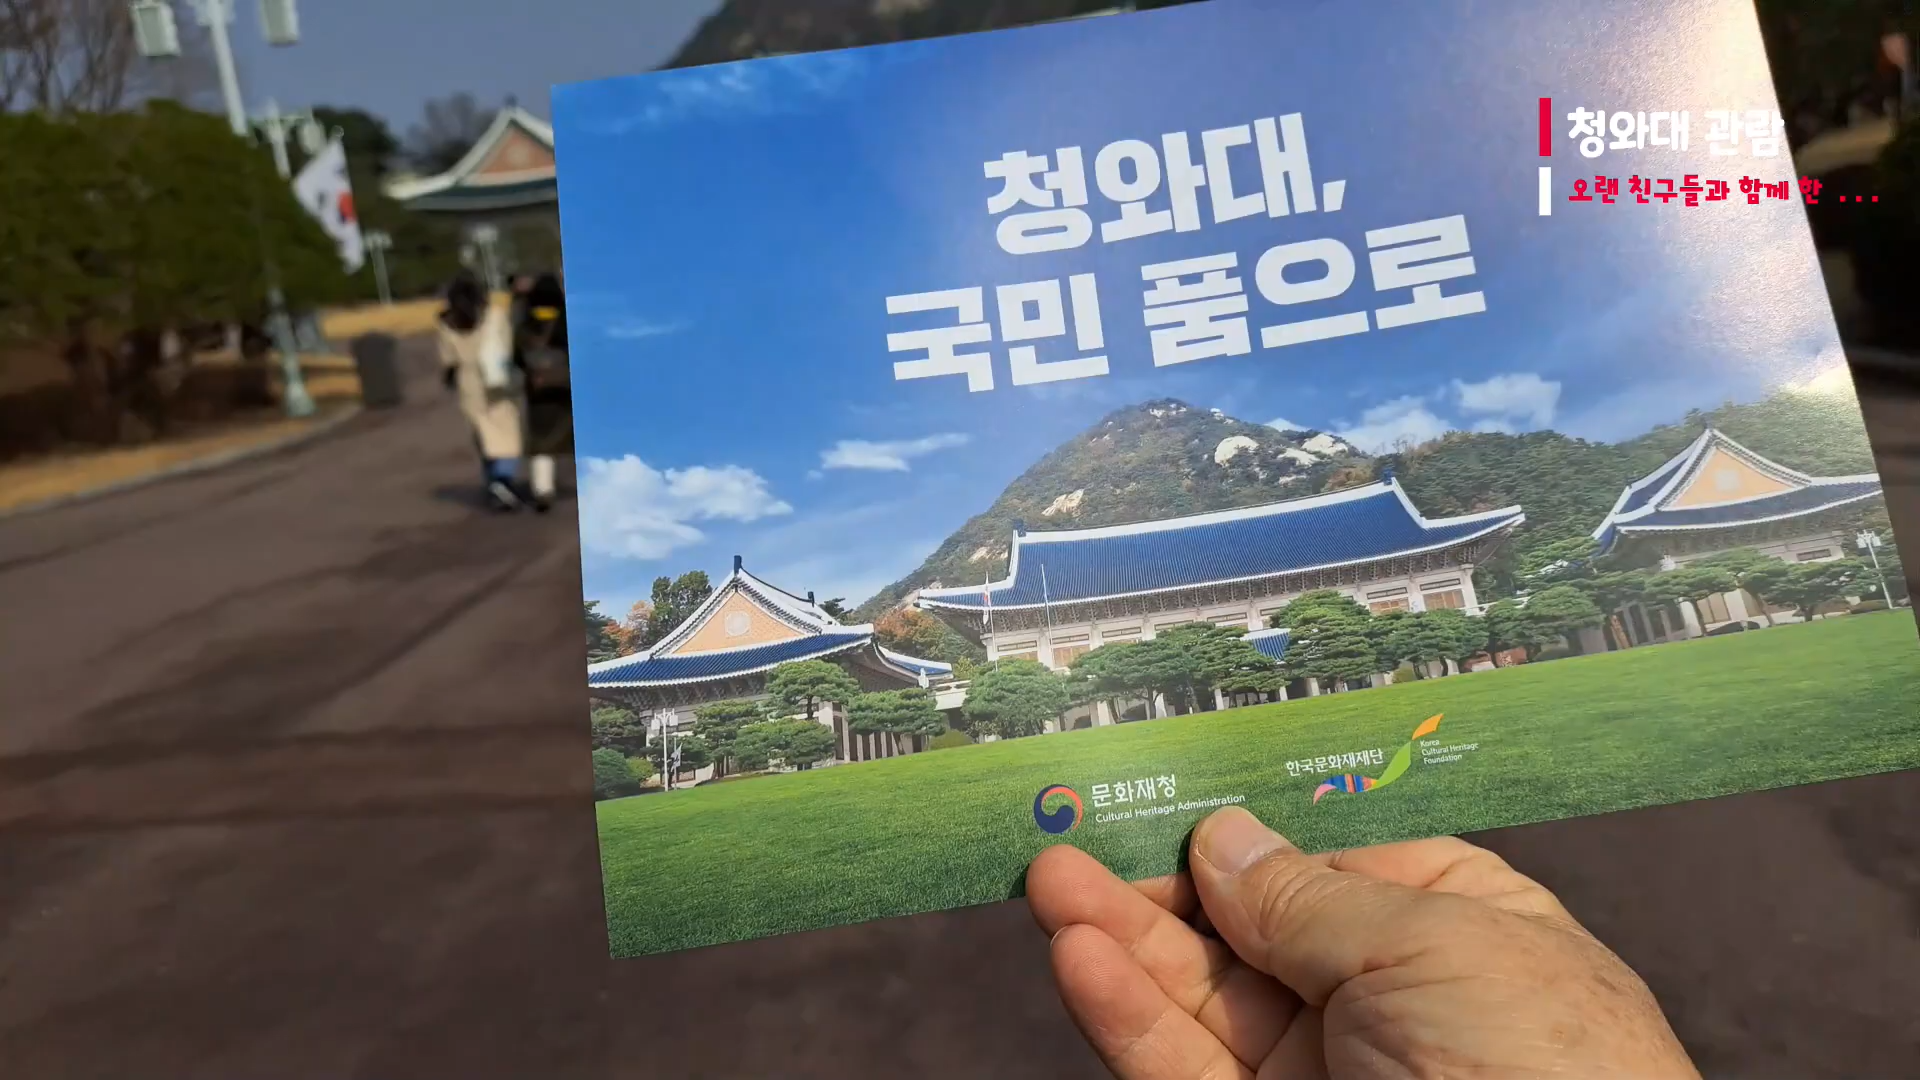 청와대 관람
오랜 친구들과 함께 한 ...
청와대,
국민 품으로
문화재청
Cultural Heritage Administration
한국문화재재단
Korea
Cultural Heritage
Foundation